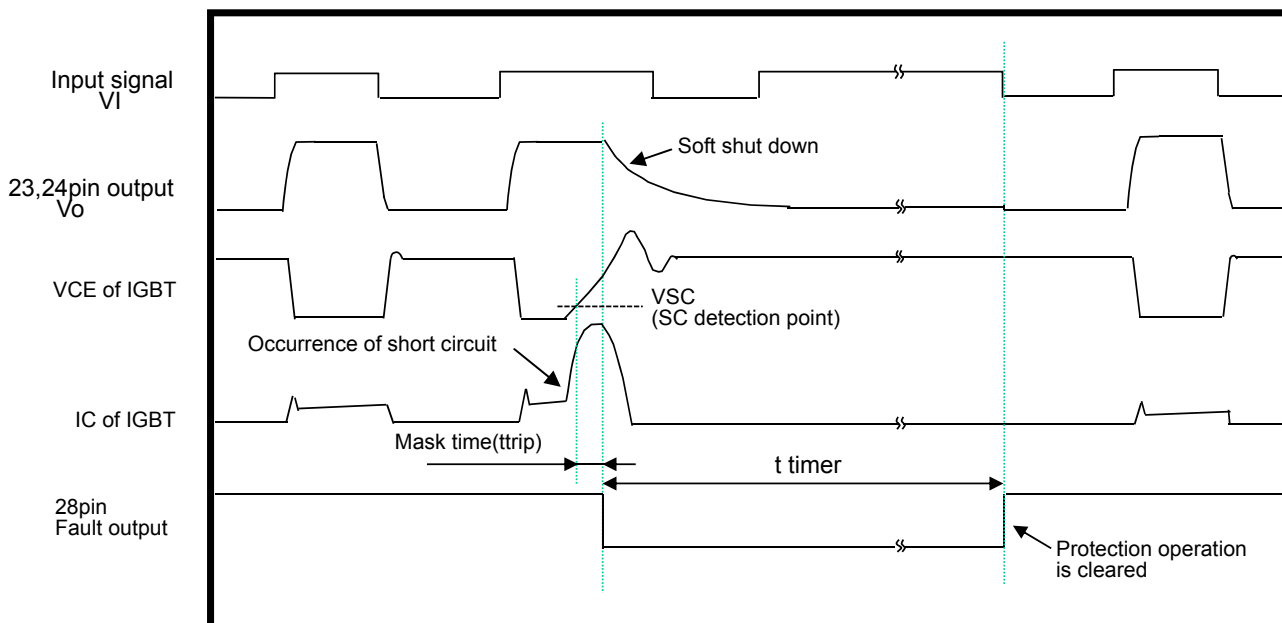 Input signal
VI
Soft shut down
23,24pin output
Vo
VCE of IGBT
VSC
(SC detection point)
Occurrence of short circuit
IC of IGBT
Mask time(ttrip)
t timer
28pin
Fault output
Protection operation
is cleared